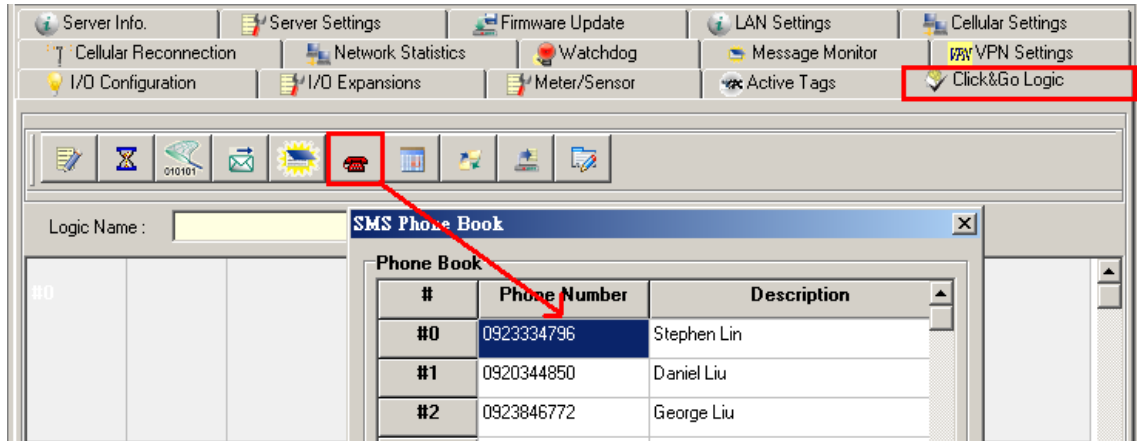 Server Info. Server Settings Firmware Update LAN Settings Cellular Settings
Cellular Reconnection Network Statistics Watchdog Message Monitor VPN VPN Settings
I/O Configuration I/O Expansions Meter/Sensor Active Tags Click&Go Logic
010101
Logic Name :
SMS Phone Book
Phone Book
# Phone Number Description
#0
#0 0923334796 Stephen Lin
#1 0920344850 Daniel Liu
#2 0923846772 George Liu